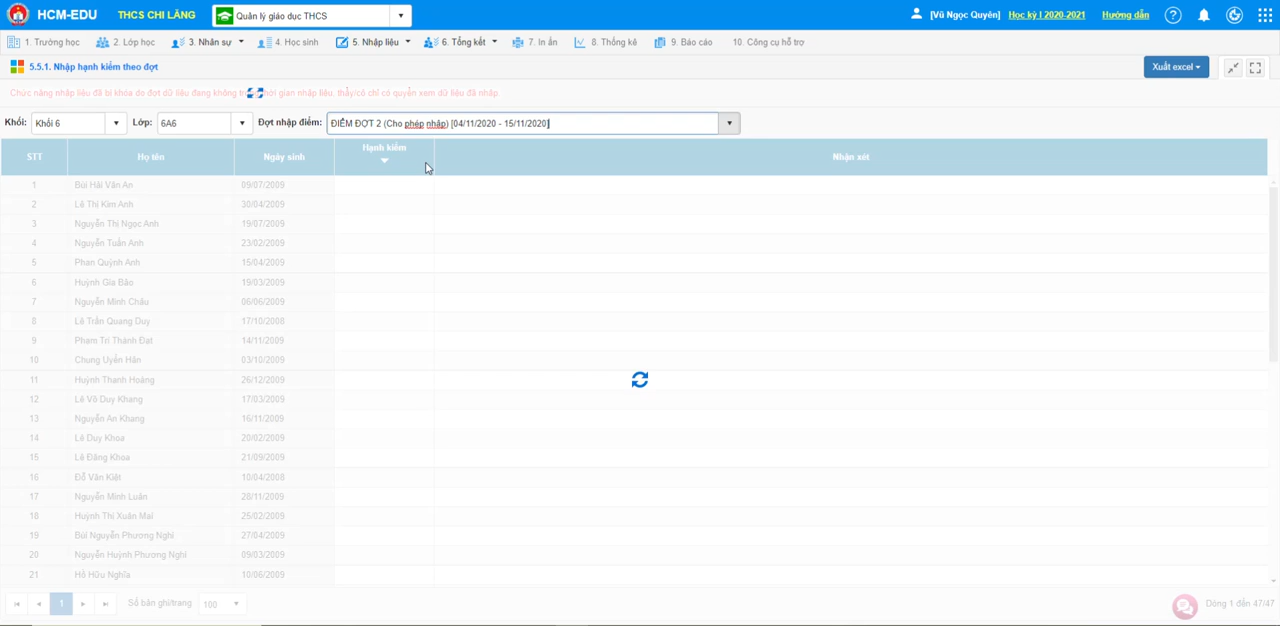 HCM-EDU THCS CHI LĂNG Quản lý giáo dục THCS [Vũ Ngọc Quyên] Học kỳ I 2020-2021 Hướng dẫn
1. Trường học 2. Lớp học 3. Nhân sự 4. Học sinh 5. Nhập liệu 6. Tổng kết 7. In ấn 8. Thống kê 9. Báo cáo 10. Công cụ hỗ trợ
5.5.1. Nhập hạnh kiểm theo đợt Xuất excel
Chức năng nhập liệu đã bị khóa do đợt dữ liệu đang không thời gian nhập liệu, thầy/cô chỉ có quyền xem dữ liệu đã nhập.
Khối: Khối 6 Lớp: 6A6 Đợt nhập điểm: ĐIỂM ĐỢT 2 (Cho phép nhập) [04/11/2020 - 15/11/2020]
STT Họ tên Ngày sinh Hạnh kiểm Nhận xét
1 Bùi Hải Vân An 09/07/2009
2 Lê Thị Kim Anh 30/04/2009
3 Nguyễn Thị Ngọc Anh 19/07/2009
4 Nguyễn Tuấn Anh 23/02/2009
5 Phan Quỳnh Anh 15/04/2009
6 Huỳnh Gia Bảo 19/03/2009
7 Nguyễn Minh Châu 06/06/2009
8 Lê Trần Quang Duy 17/10/2008
9 Phạm Trí Thành Đạt 14/11/2009
10 Chung Uyển Hân 03/10/2009
11 Huỳnh Thanh Hoàng 26/12/2009
12 Lê Võ Duy Khang 17/03/2009
13 Nguyễn An Khang 16/11/2009
14 Lê Duy Khoa 20/02/2009
15 Lê Đăng Khoa 21/09/2009
16 Đỗ Văn Kiệt 10/04/2008
17 Nguyễn Minh Luân 28/11/2009
18 Huỳnh Thị Xuân Mai 25/02/2009
19 Bùi Nguyễn Phương Nghi 27/04/2009
20 Nguyễn Huỳnh Phương Nghi 09/03/2009
21 Hồ Hữu Nghĩa 10/06/2009
1 Số bản ghi/trang 100 Dòng 1 đến 47/47